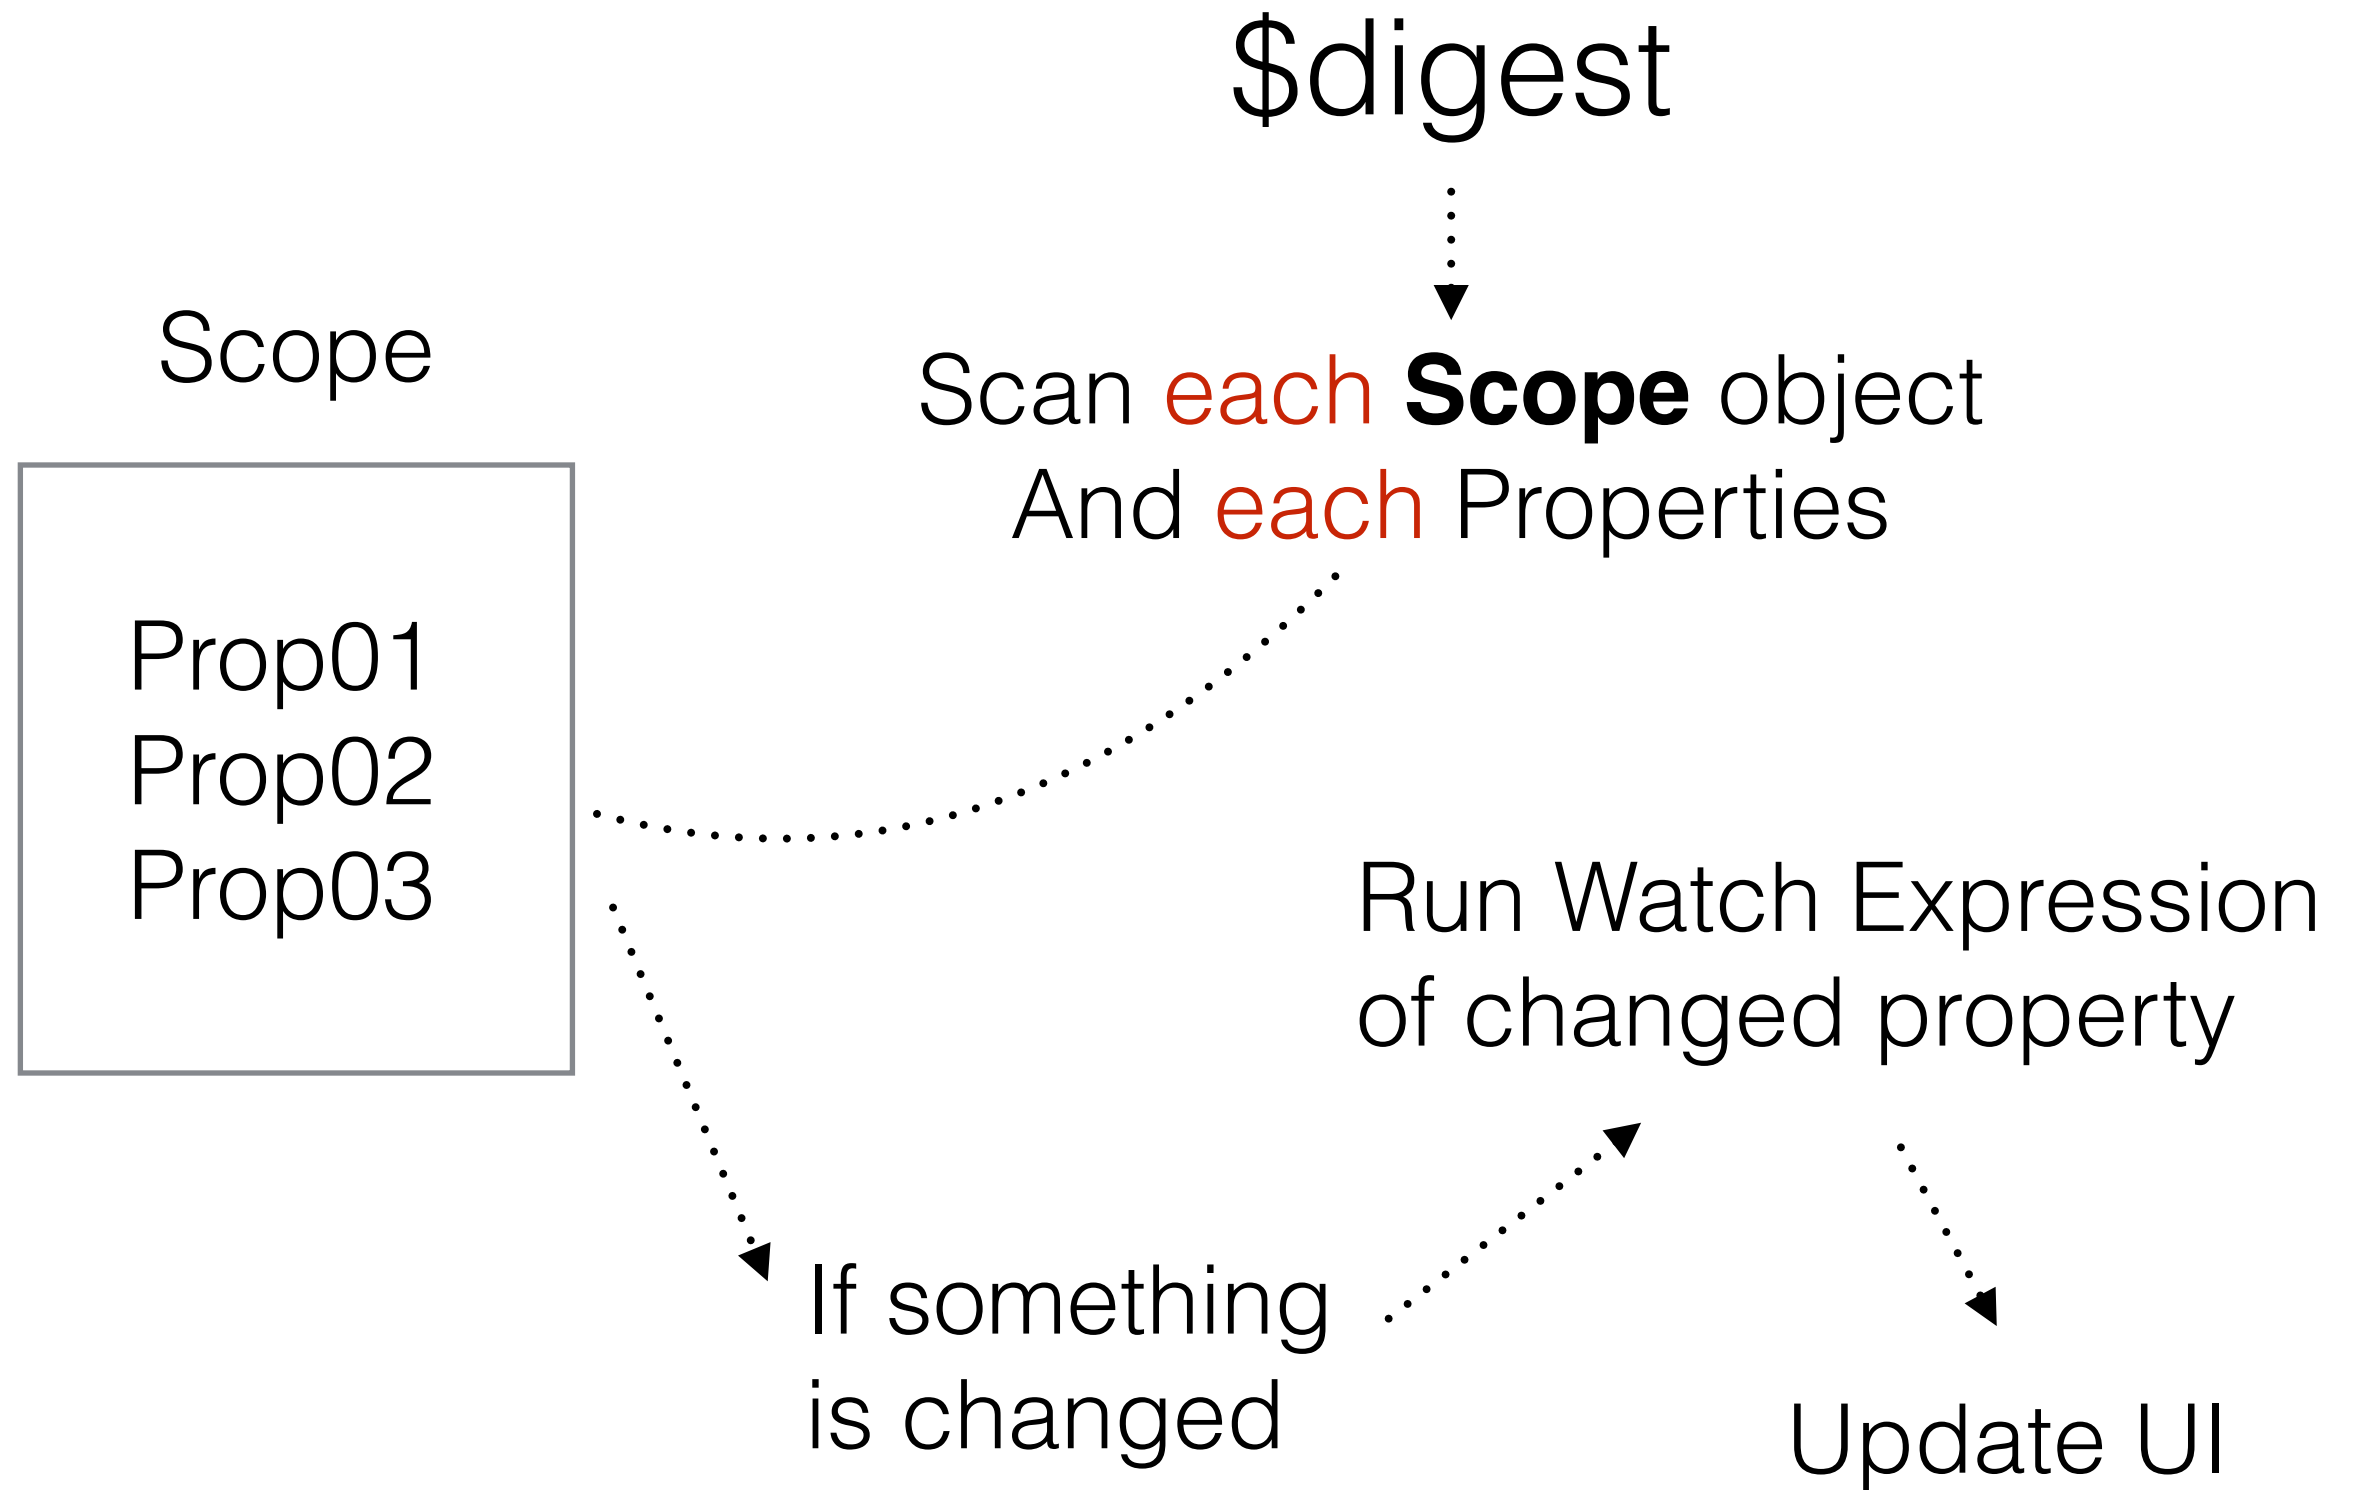 $digest
Scope
Scan each Scope object
And each Properties
Prop01
Prop02
Prop03
Run Watch Expression
of changed property
If something
is changed
Update UI